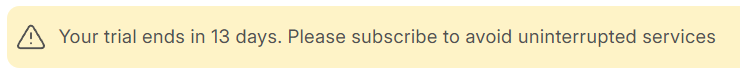 Your trial ends in 13 days. Please subscribe to avoid uninterrupted services